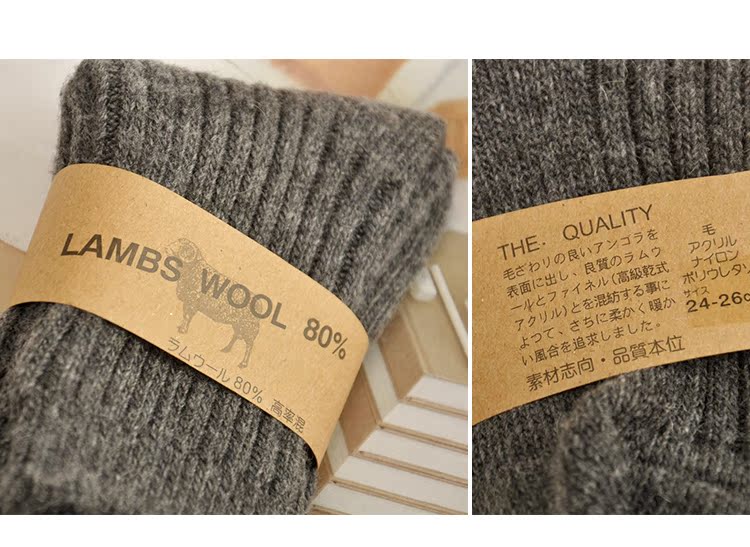 LAMBS WOOL 80%
ラムウール 80% 高率混
THE. QUALITY
毛ざわりの良いアンゴラを
表面に出し、良質のラムウ
ールとファイネル(高級乾式
アクリル)とを混紡する事に
よつて、さちに柔かく暖か
い風合を追求しました。
素材志向・品質本位
毛
アクリル
ナイロン
ポリウレタン
サイズ
24-26c